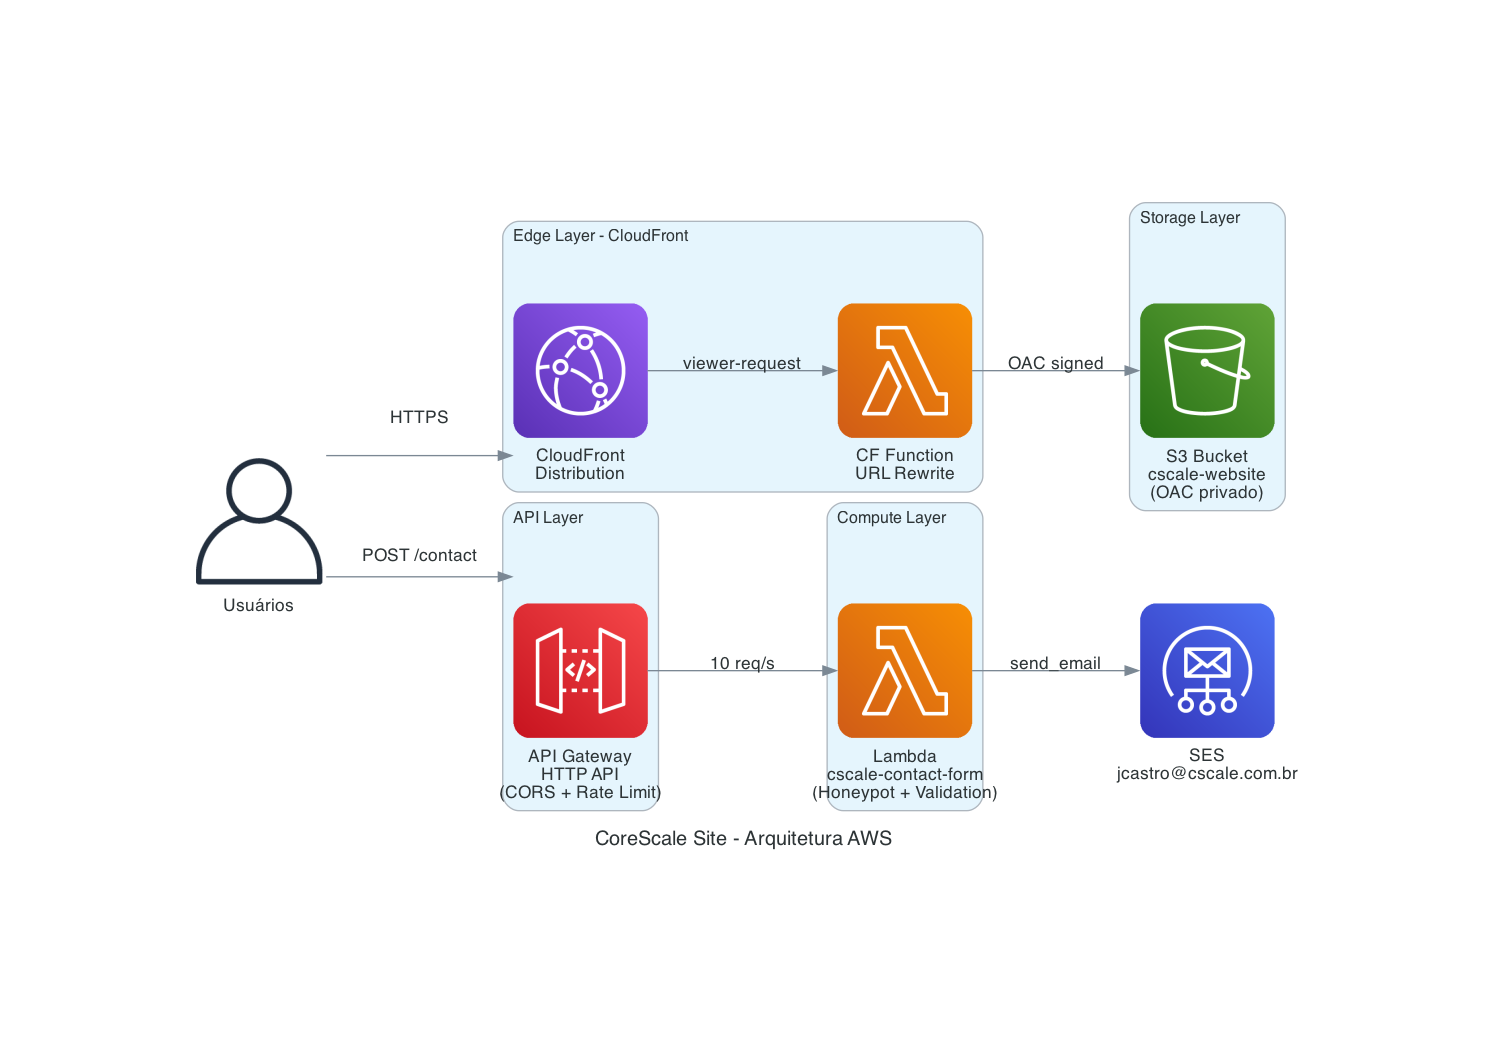 Storage Layer
Edge Layer - CloudFront
viewer-request
OAC signed
HTTPS
CloudFront
Distribution
CF Function
URL Rewrite
S3 Bucket
cscale-website
(OAC privado)
API Layer
Compute Layer
POST /contact
Usuários
10 req/s
send_email
API Gateway
HTTP API
(CORS + Rate Limit)
Lambda
cscale-contact-form
(Honeypot + Validation)
SES
jcastro@cscale.com.br
CoreScale Site - Arquitetura AWS